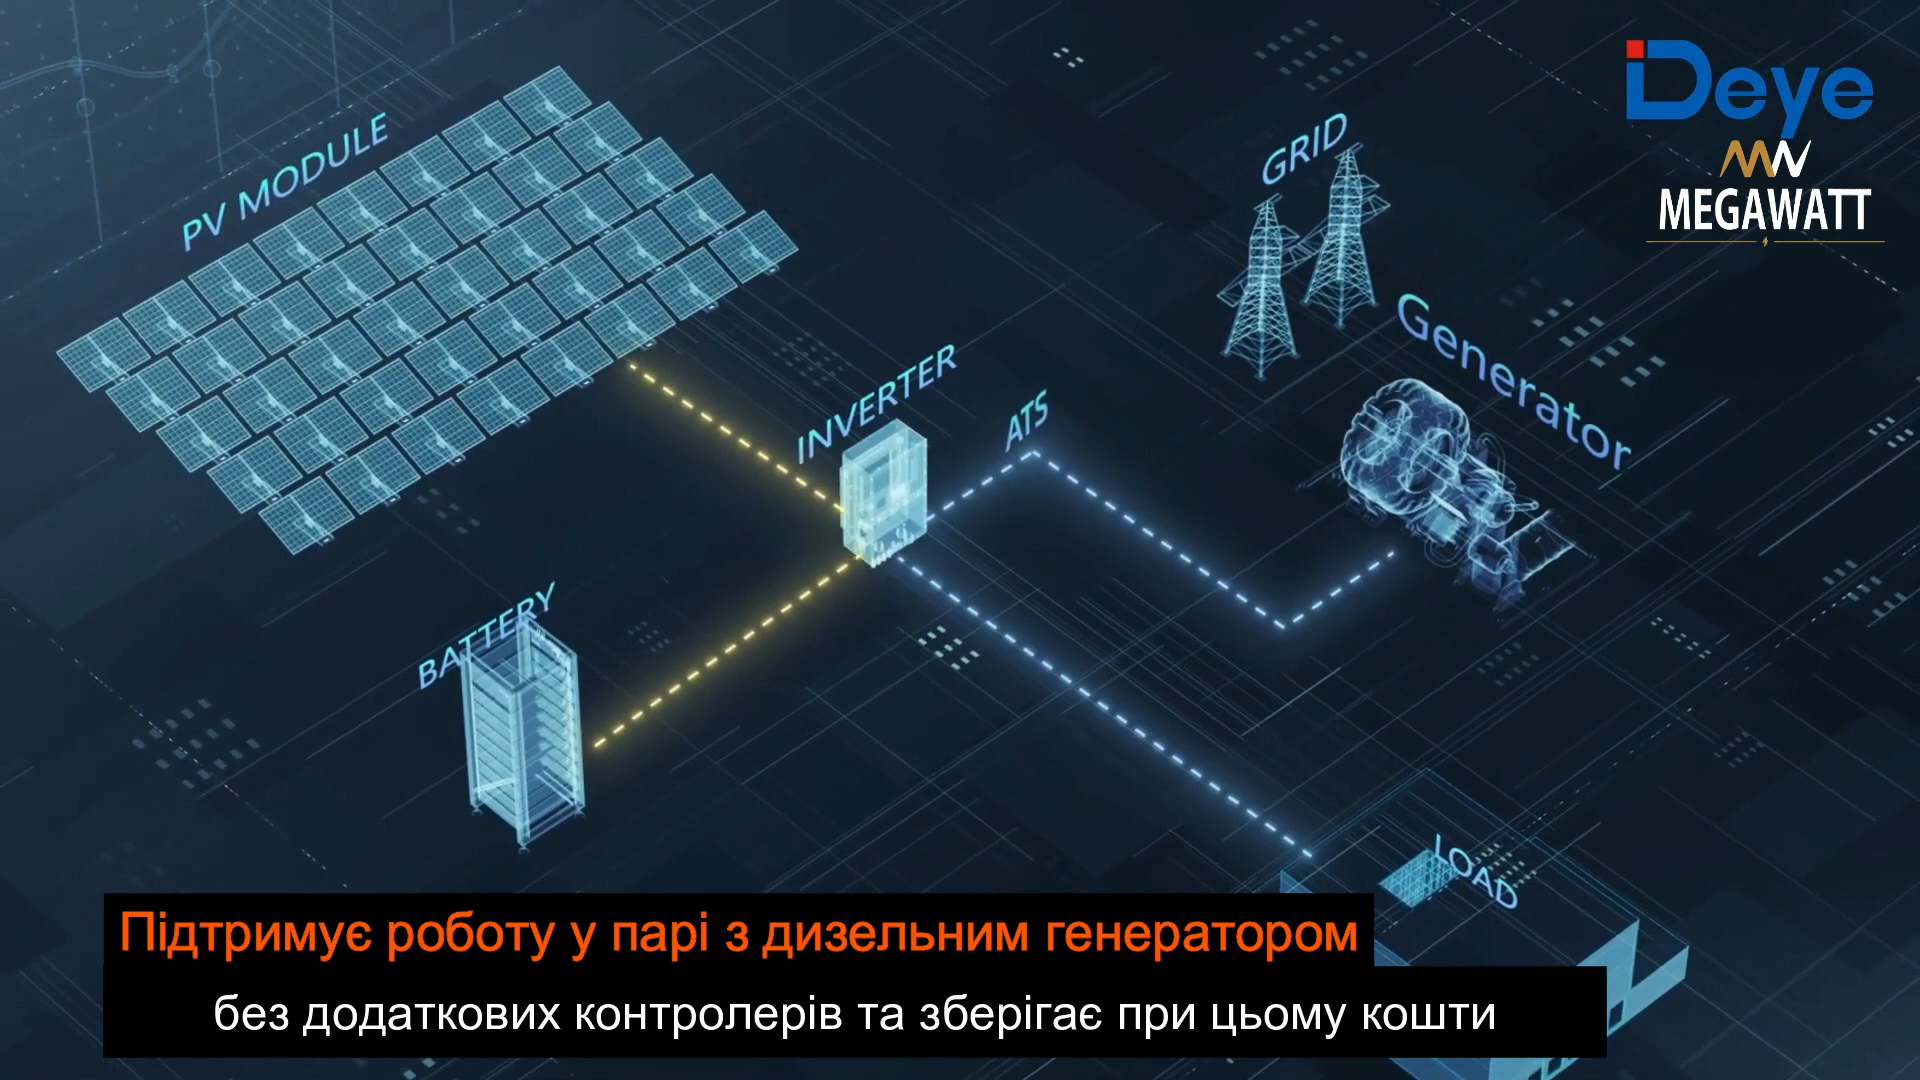 Deye
MEGAWATT
PV MODULE
GRID
Generator
INVERTER
ATS
BATTERY
LOAD
Підтримує роботу у парі з дизельним генератором
без додаткових контролерів та зберігає при цьому кошти